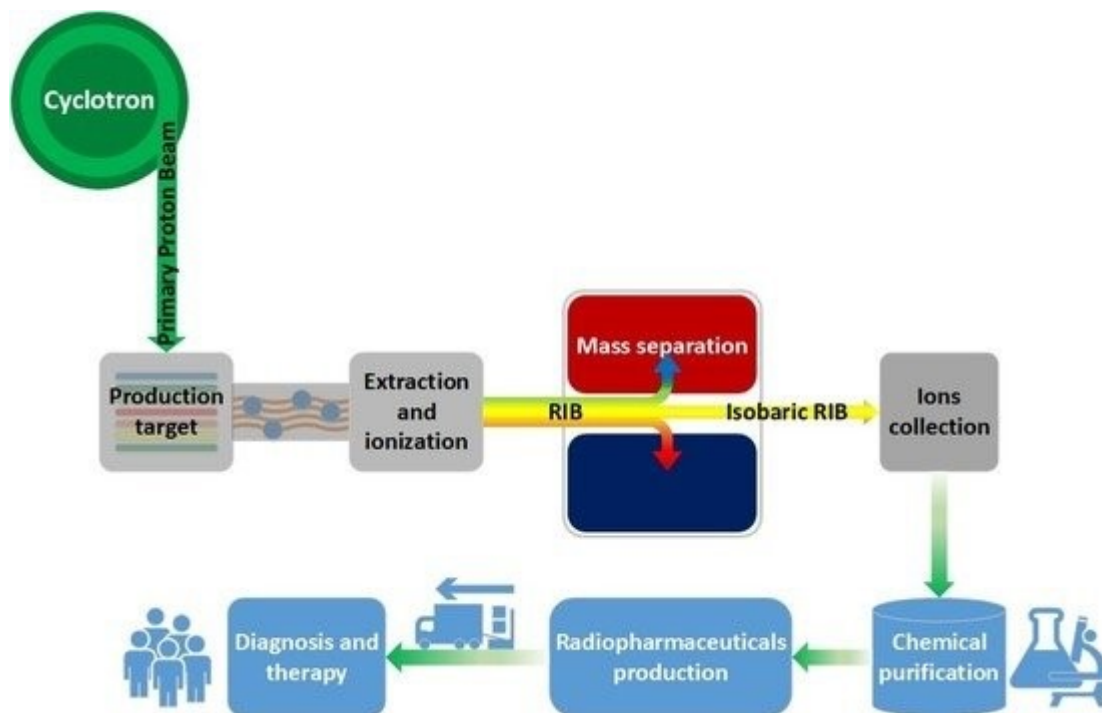 Cyclotron
Primary Proton Beam
Production
target
Extraction
and
ionization
RIB
Mass separation
Isobaric RIB
Ions
collection
Diagnosis and
therapy
Radiopharmaceuticals
production
Chemical
purification